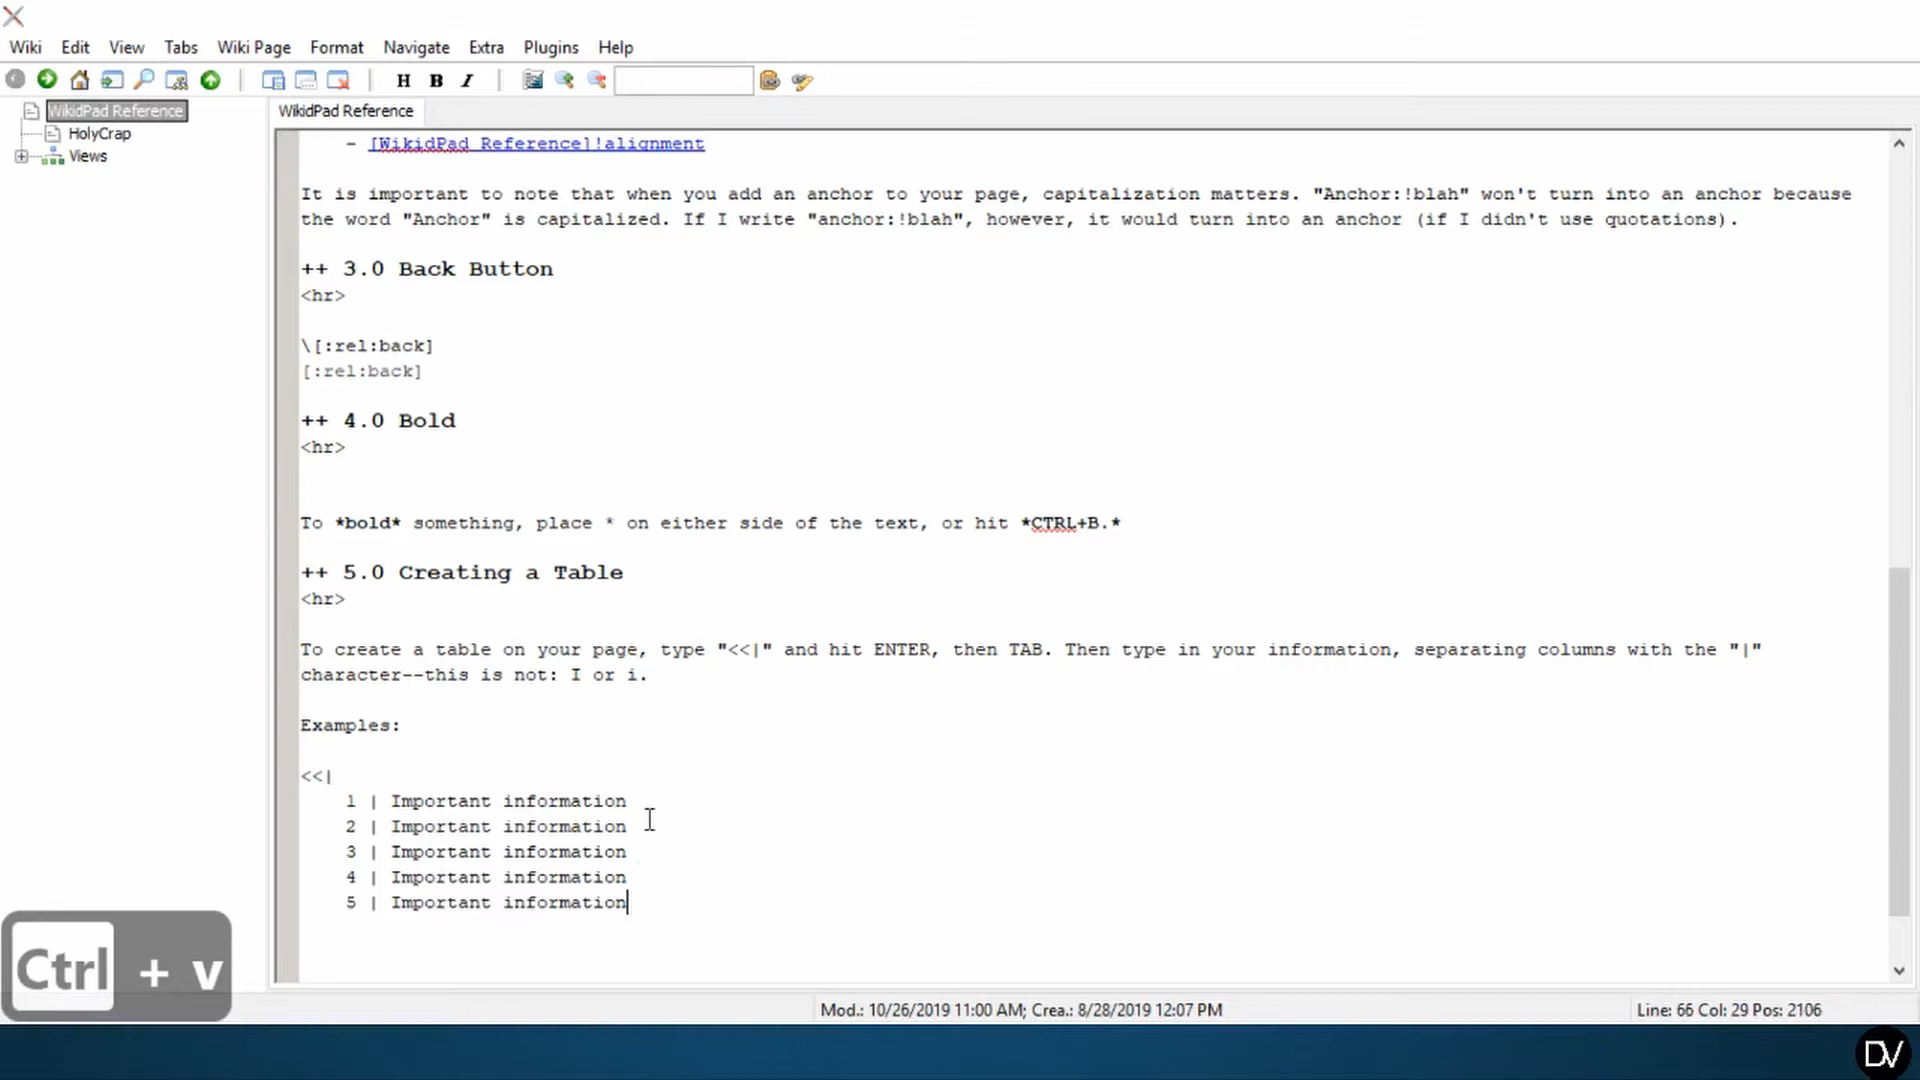 Wiki Edit View Tabs Wiki Page Format Navigate Extra Plugins Help
H B I
WikidPad Reference
HolyCrap
Views
WikidPad Reference
- [WikidPad Reference]!alignment
It is important to note that when you add an anchor to your page, capitalization matters. "Anchor:!blah" won't turn into an anchor because
the word "Anchor" is capitalized. If I write "anchor:!blah", however, it would turn into an anchor (if I didn't use quotations).
++ 3.0 Back Button
<hr>
\[:rel:back]
[:rel:back]
++ 4.0 Bold
<hr>
To *bold* something, place * on either side of the text, or hit *CTRL+B.*
++ 5.0 Creating a Table
<hr>
To create a table on your page, type "<<|" and hit ENTER, then TAB. Then type in your information, separating columns with the "|"
character--this is not: I or i.
Examples:
<<|
1 | Important information
2 | Important information
3 | Important information
4 | Important information
5 | Important information
Ctrl + v
Mod.: 10/26/2019 11:00 AM; Crea.: 8/28/2019 12:07 PM
Line: 66 Col: 29 Pos: 2106
DV